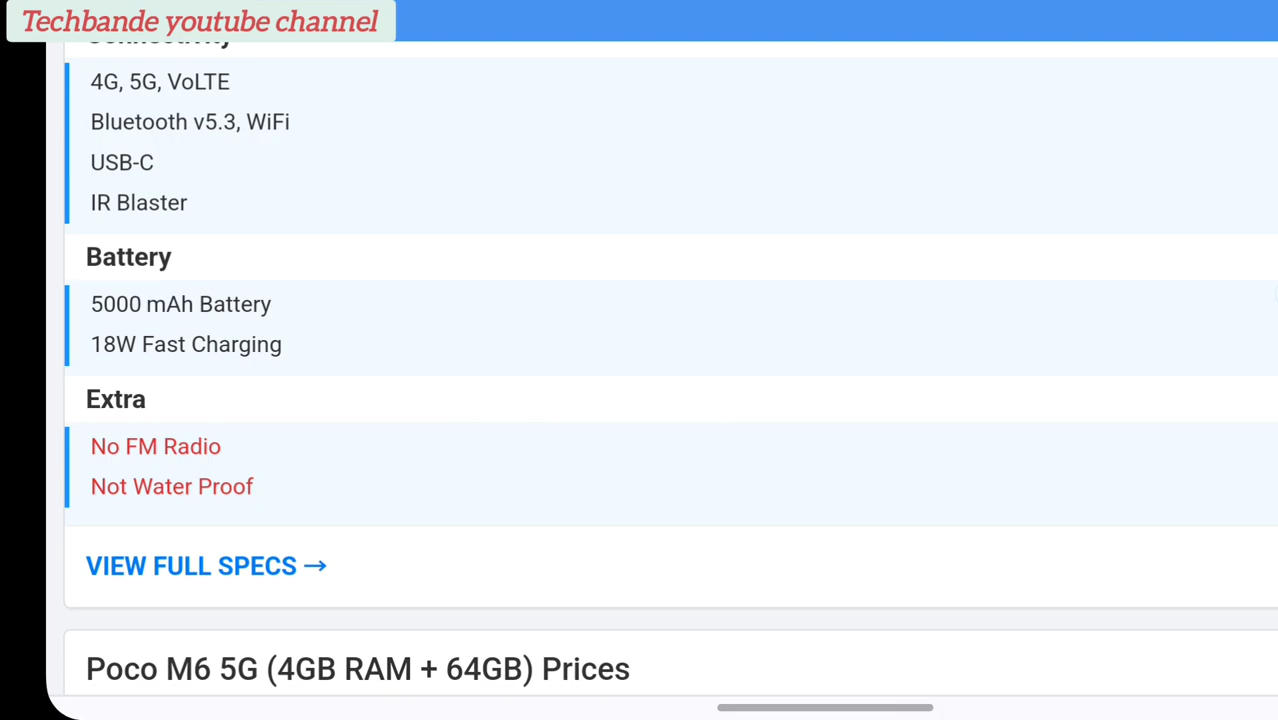 Techbande youtube channel
Connectivity
4G, 5G, VoLTE
Bluetooth v5.3, WiFi
USB-C
IR Blaster
Battery
5000 mAh Battery
18W Fast Charging
Extra
No FM Radio
Not Water Proof
VIEW FULL SPECS →
Poco M6 5G (4GB RAM + 64GB) Prices